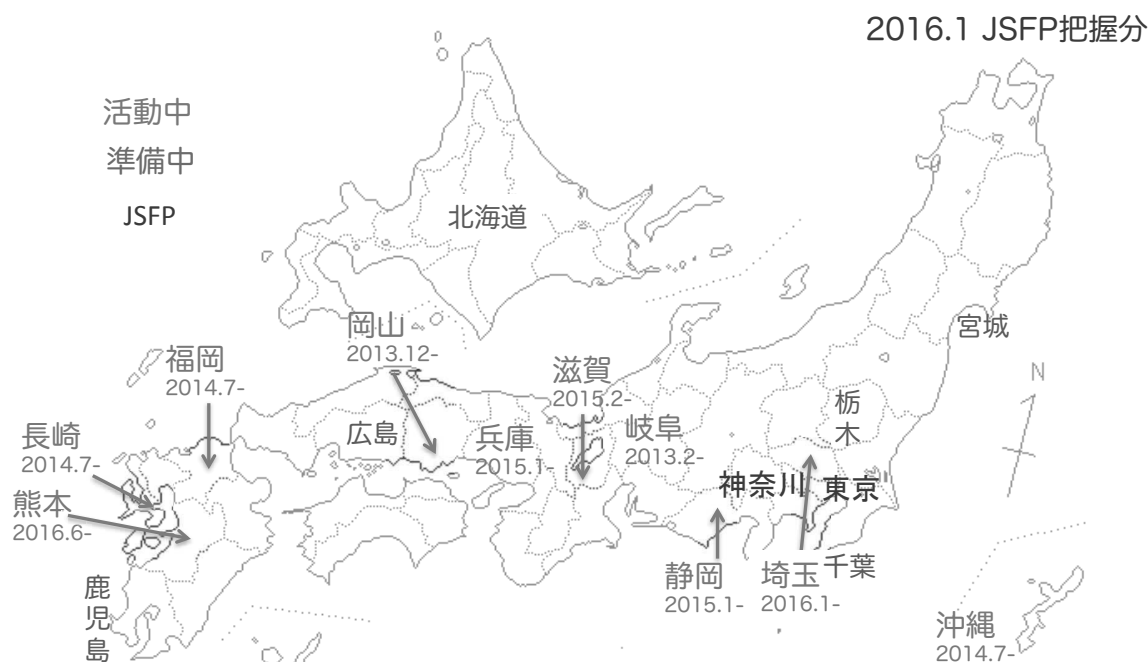 2016.1 JSFP把握分
活動中
準備中
JSFP
北海道
岡山
2013.12-
福岡
2014.7-
滋賀
2015.2-
宮城
N
栃
木
長崎
2014.7-
広島
兵庫
2015.1-
岐阜
2013.2-
熊本
2016.6-
神奈川
東京
静岡
2015.1-
埼玉
2016.1-
千葉
鹿
児
島
沖縄
2014.7-